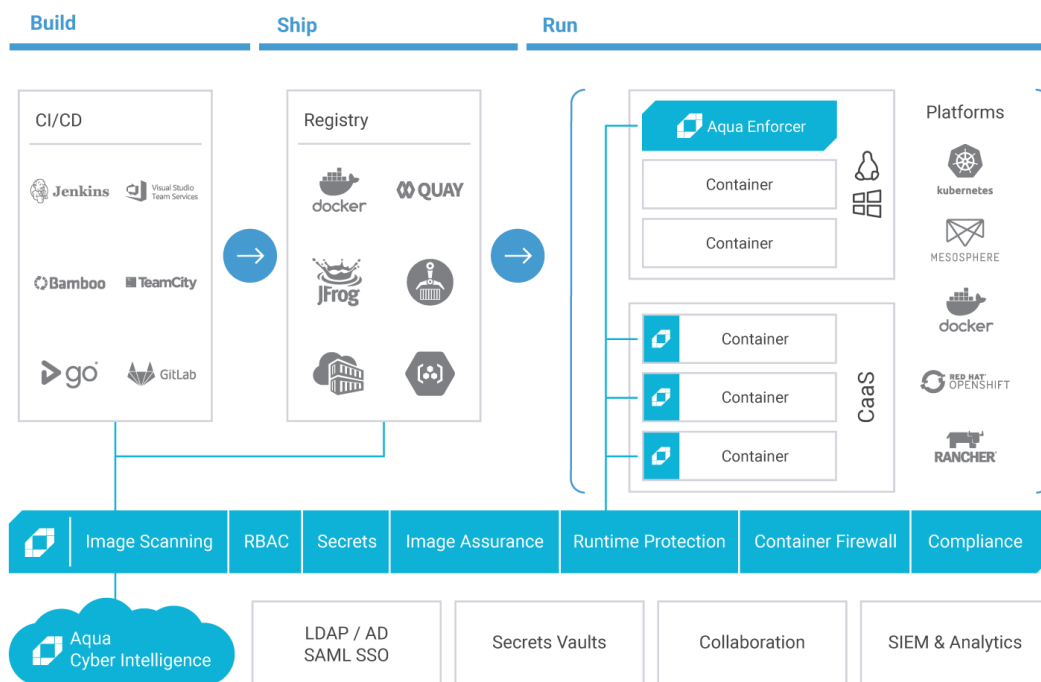 Build
Ship
Run
CI/CD
Jenkins
Visual Studio
Team Services
Bamboo
TeamCity
go
GitLab
Registry
docker
QUAY
JFrog
Aqua Enforcer
Container
Container
Container
Container
Container
CaaS
Platforms
kubernetes
MESOSPHERE
docker
RED HAT
OPENSHIFT
RANCHER
Image Scanning
RBAC
Secrets
Image Assurance
Runtime Protection
Container Firewall
Compliance
Aqua
Cyber Intelligence
LDAP / AD
SAML SSO
Secrets Vaults
Collaboration
SIEM & Analytics